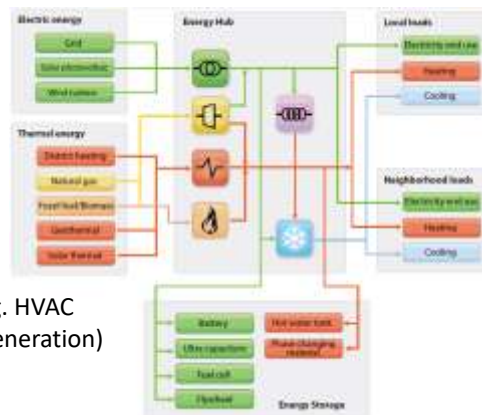 Electric energy
Grid
Solar photovoltaic
Wind turbine
Thermal energy
District heating
Natural gas
Fossil fuel/Biomass
Geothermal
Solar thermal
Energy Hub
Local loads
Electricity end use
Heating
Cooling
Neighborhood loads
Electricity end use
Heating
Cooling
. HVAC
eneration)
Battery
Ultra capacitors
Fuel cell
Flywheel
Hot water tank
Phase changing
material
Energy Storage